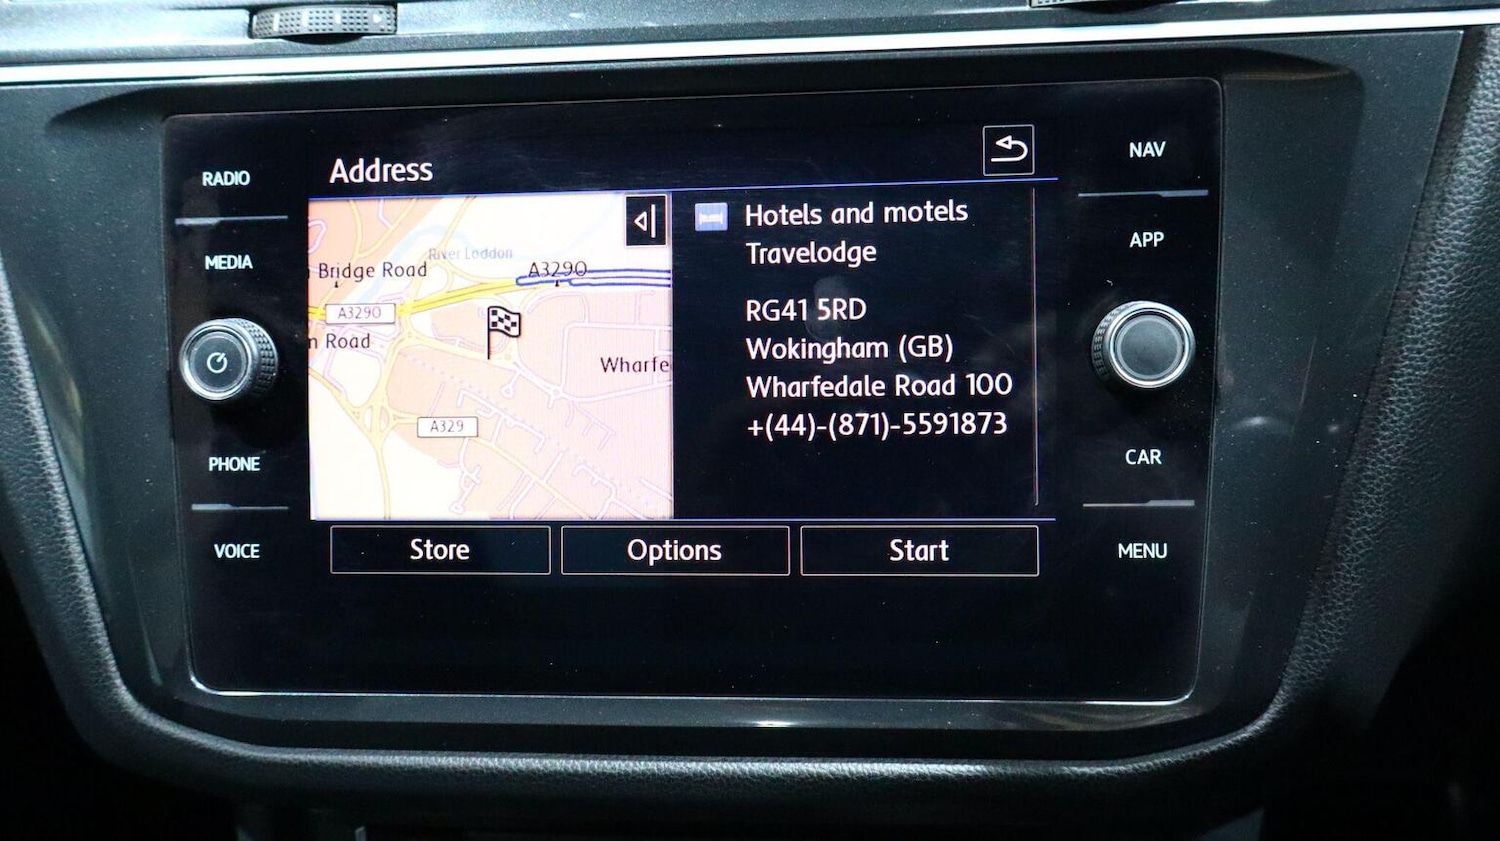 RADIO
MEDIA
PHONE
VOICE
Address
River Loddon
Bridge Road
A3290
A3290
Road
Wharfe
A329
Hotels and motels
Travelodge
RG41 5RD
Wokingham (GB)
Wharfedale Road 100
+(44)-(871)-5591873
Store
Options
Start
NAV
APP
CAR
MENU